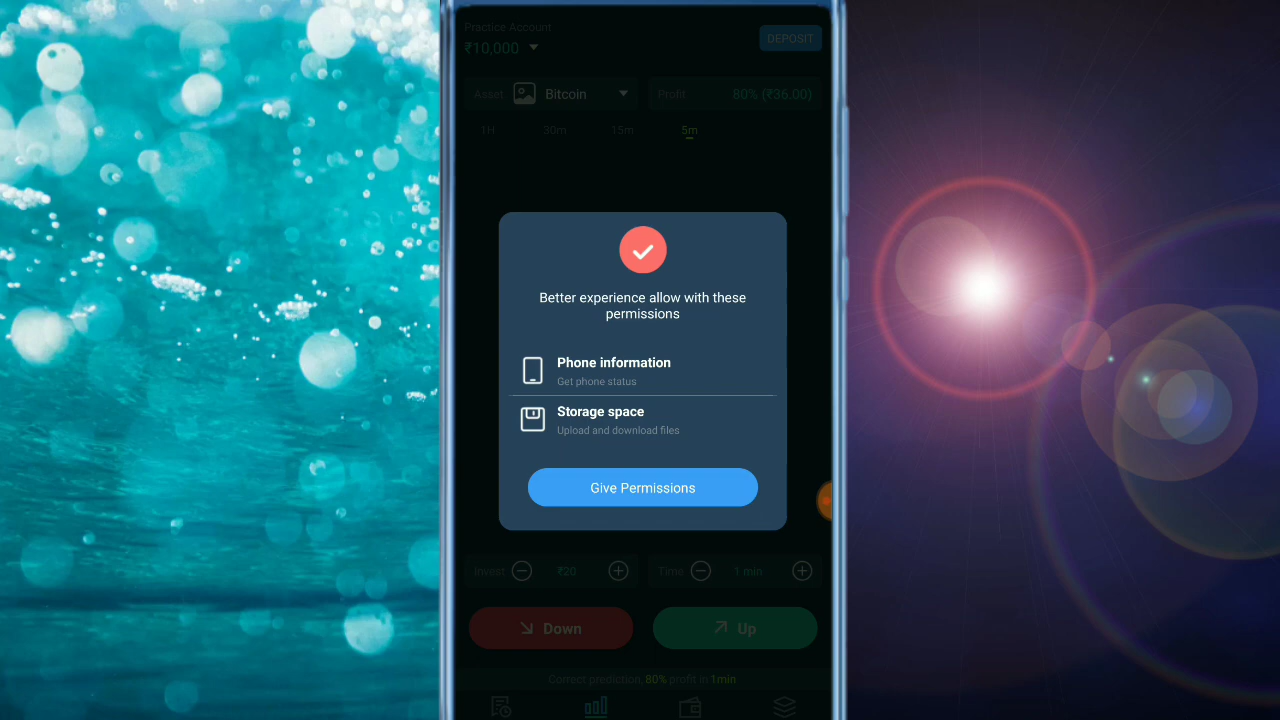 Practice Account
₹10,000
DEPOSIT
Asset Bitcoin
Profit 80% (₹36.00)
1H 30m 15m 5m
Better experience allow with these
permissions
Phone information
Get phone status
Storage space
Upload and download files
Give Permissions
Invest ₹20
Time 1 min
Down
Up
Correct prediction, 80% profit in 1min